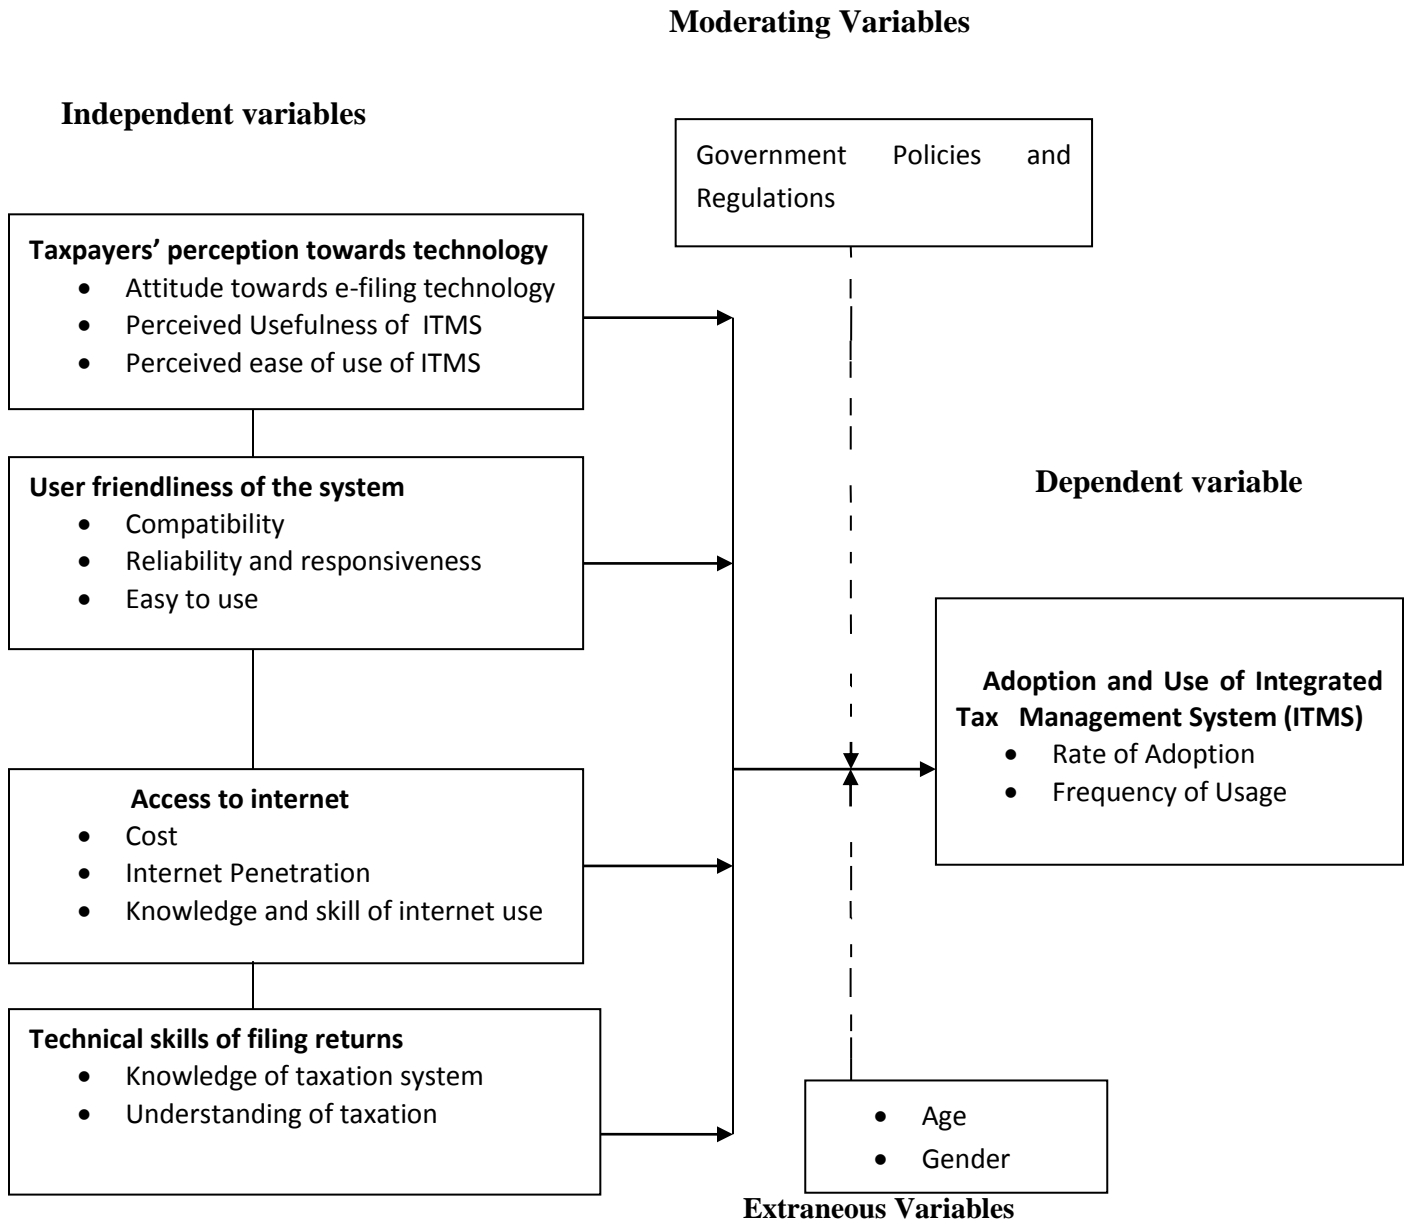 Moderating Variables
Independent variables
Government Policies and
Regulations
Taxpayers’ perception towards technology
• Attitude towards e-filing technology
• Perceived Usefulness of ITMS
• Perceived ease of use of ITMS
User friendliness of the system
• Compatibility
• Reliability and responsiveness
• Easy to use
Dependent variable
Adoption and Use of Integrated
Tax Management System (ITMS)
• Rate of Adoption
• Frequency of Usage
Access to internet
• Cost
• Internet Penetration
• Knowledge and skill of internet use
Technical skills of filing returns
• Knowledge of taxation system
• Understanding of taxation
• Age
• Gender
Extraneous Variables